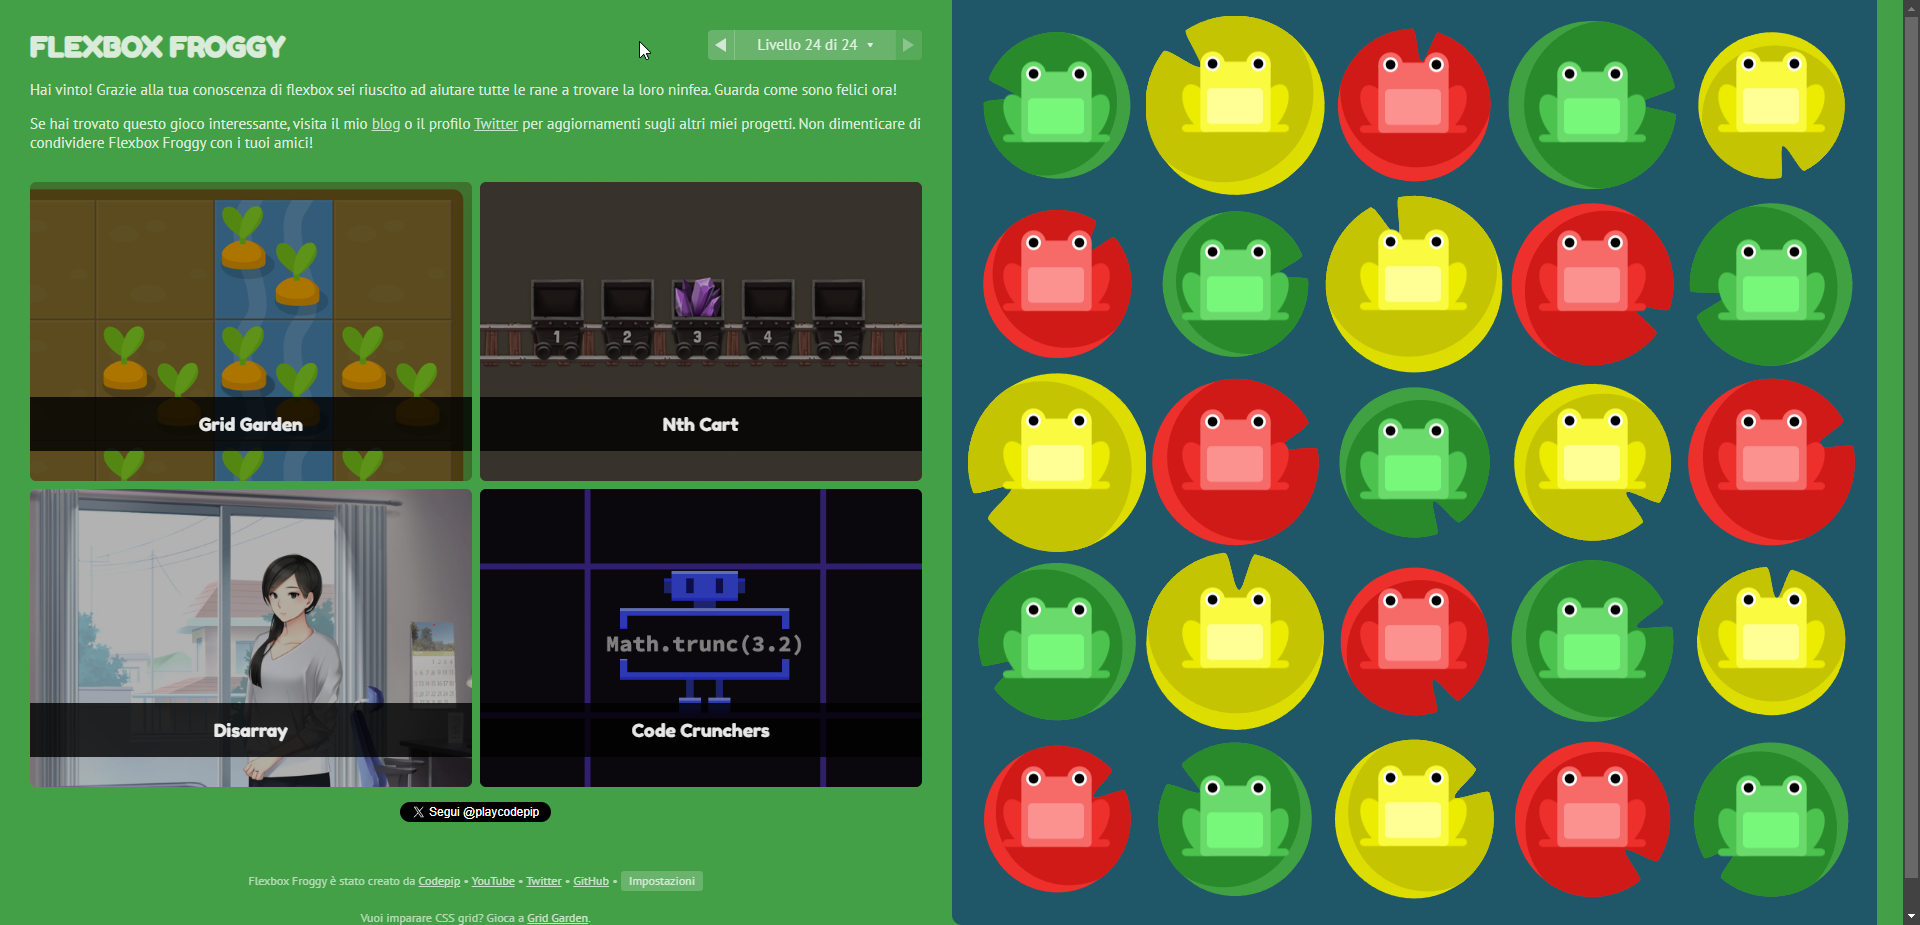 FLEXBOX FROGGY
Livello 24 di 24
Hai vinto! Grazie alla tua conoscenza di flexbox sei riuscito ad aiutare tutte le rane a trovare la loro ninfea. Guarda come sono felici ora!
Se hai trovato questo gioco interessante, visita il mio blog o il profilo Twitter per aggiornamenti sugli altri miei progetti. Non dimenticare di
condividere Flexbox Froggy con i tuoi amici!
Grid Garden
1 2 3 4 5
Nth Cart
Disarray
Math.trunc(3.2)
Code Crunchers
Segui @playcodepip
Flexbox Froggy è stato creato da Codepip • YouTube • Twitter • GitHub • Impostazioni
Vuoi imparare CSS grid? Gioca a Grid Garden.